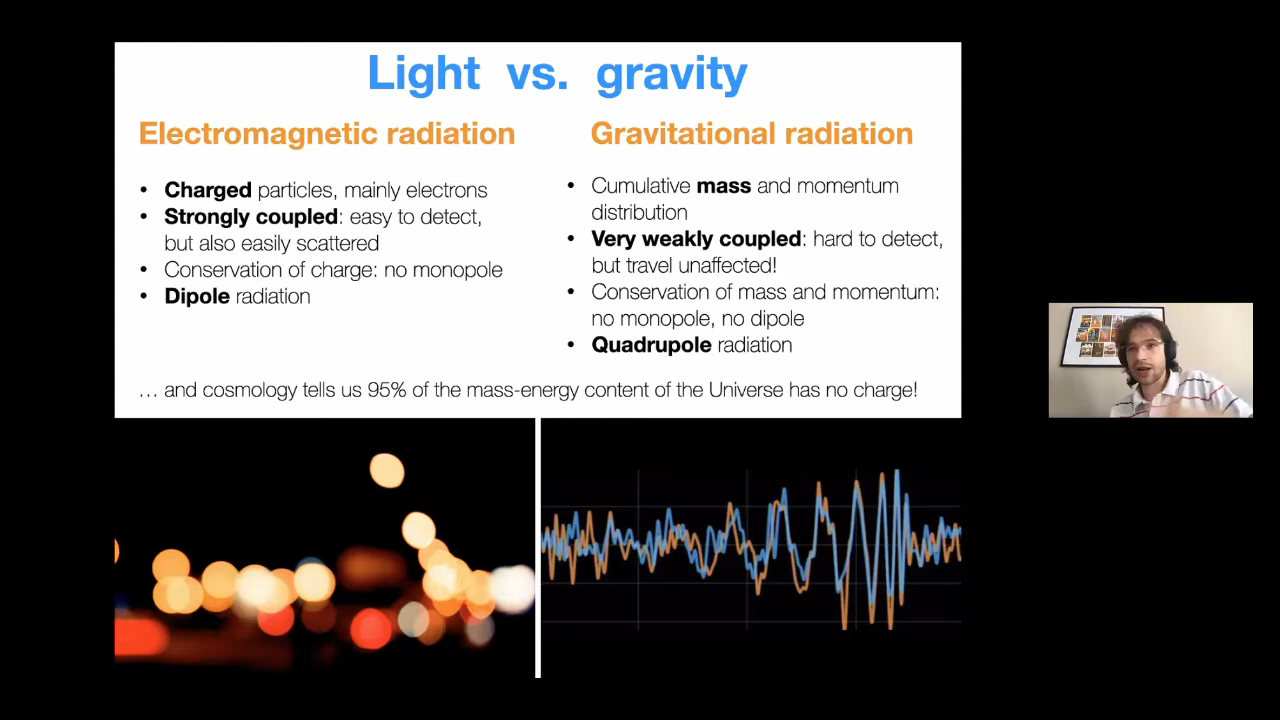 Light vs. gravity
Electromagnetic radiation
• Charged particles, mainly electrons
• Strongly coupled: easy to detect,
but also easily scattered
• Conservation of charge: no monopole
• Dipole radiation
Gravitational radiation
• Cumulative mass and momentum
distribution
• Very weakly coupled: hard to detect,
but travel unaffected!
• Conservation of mass and momentum:
no monopole, no dipole
• Quadrupole radiation
… and cosmology tells us 95% of the mass-energy content of the Universe has no charge!